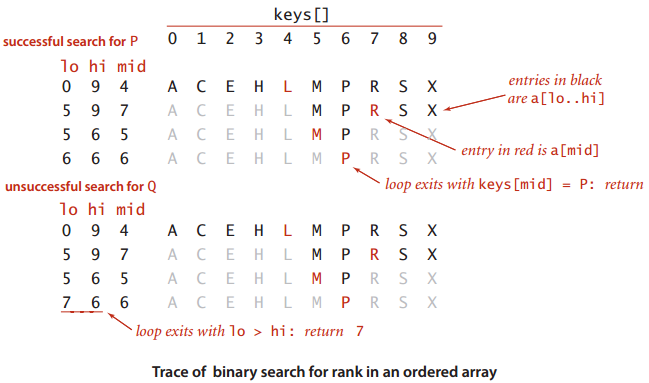 keys[]
successful search for P 0 1 2 3 4 5 6 7 8 9
lo hi mid
0 9 4 A C E H L M P R S X
5 9 7 A C E H L M P R S X
5 6 5 A C E H L M P R S X
6 6 6 A C E H L M P R S X
entries in black
are a[lo..hi]
entry in red is a[mid]
loop exits with keys[mid] = P: return
unsuccessful search for Q
lo hi mid
0 9 4 A C E H L M P R S X
5 9 7 A C E H L M P R S X
5 6 5 A C E H L M P R S X
7 6 6 A C E H L M P R S X
loop exits with lo > hi: return 7
Trace of binary search for rank in an ordered array